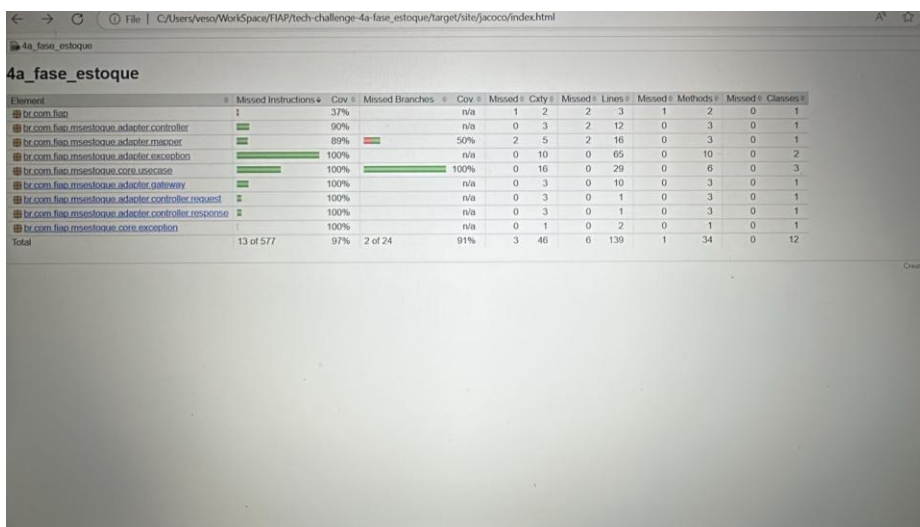 File | C:/Users/veso/WorkSpace/FIAP/tech-challenge-4a-fase_estoque/target/site/jacoco/index.html
4a_fase_estoque
4a_fase_estoque
Element Missed Instructions Cov. Missed Branches Cov. Missed Cxty Missed Lines Missed Methods Missed Classes
br.com.fiap 37% n/a 1 2 2 3 1 2 0 1
br.com.fiap.msestoque.adapter.controller 90% n/a 0 3 2 12 0 3 0 1
br.com.fiap.msestoque.adapter.mapper 89% 50% 2 5 2 16 0 3 0 1
br.com.fiap.msestoque.adapter.exception 100% n/a 0 10 0 65 0 10 0 2
br.com.fiap.msestoque.core.usecase 100% 100% 0 16 0 29 0 6 0 3
br.com.fiap.msestoque.adapter.gateway 100% n/a 0 3 0 10 0 3 0 1
br.com.fiap.msestoque.adapter.controller.request 100% n/a 0 3 0 1 0 3 0 1
br.com.fiap.msestoque.adapter.controller.response 100% n/a 0 3 0 1 0 3 0 1
br.com.fiap.msestoque.core.exception 100% n/a 0 1 0 2 0 1 0 1
Total 13 of 577 97% 2 of 24 91% 3 46 6 139 1 34 0 12